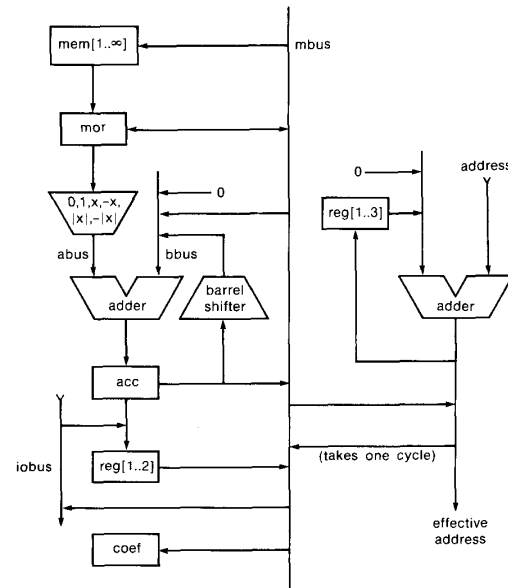 mem[1..∞]
mbus
mor
0
address
0,1,x,-x,
|x|,-|x|
0
reg[1..3]
abus
bbus
adder
barrel
shifter
adder
acc
iobus
reg[1..2]
(takes one cycle)
coef
effective
address